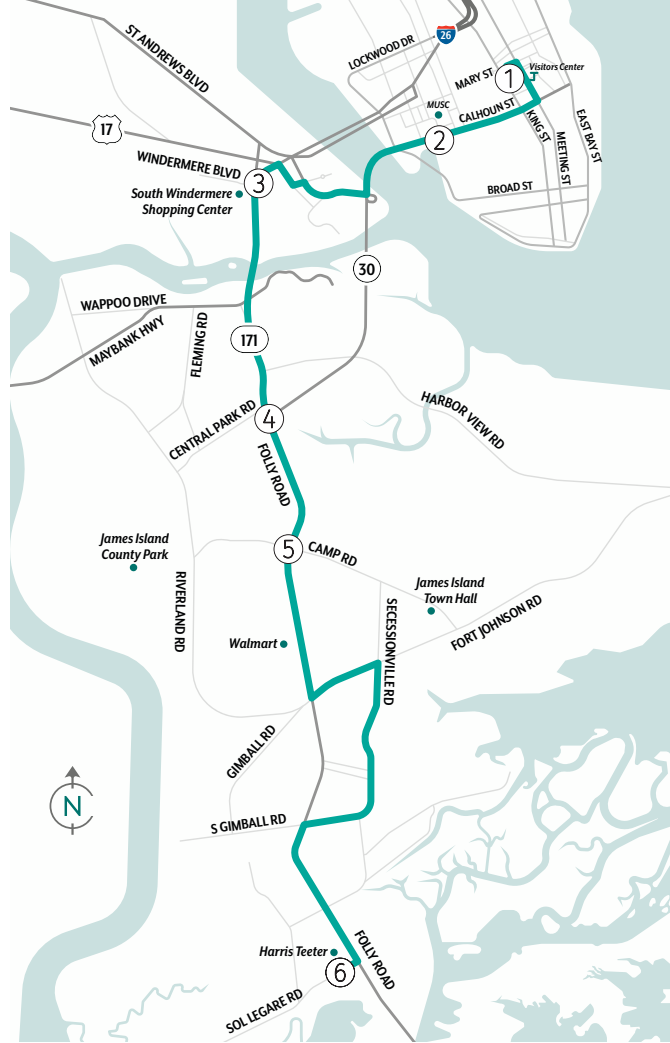 26
ST ANDREWS BLVD
LOCKWOOD DR
MARY ST
1
Visitors Center
T
MUSC
CALHOUN ST
2
KING ST
MEETING ST
EAST BAY ST
BROAD ST
17
WINDERMERE BLVD
3
South Windermere
Shopping Center
30
WAPPOO DRIVE
MAYBANK HWY
FLEMING RD
171
CENTRAL PARK RD
4
HARBOR VIEW RD
FOLLY ROAD
James Island
County Park
5
CAMP RD
James Island
Town Hall
RIVERLAND RD
SECESSIONVILLE RD
FORT JOHNSON RD
Walmart
GIMBALL RD
N
S GIMBALL RD
Harris Teeter
6
FOLLY ROAD
SOL LEGARE RD